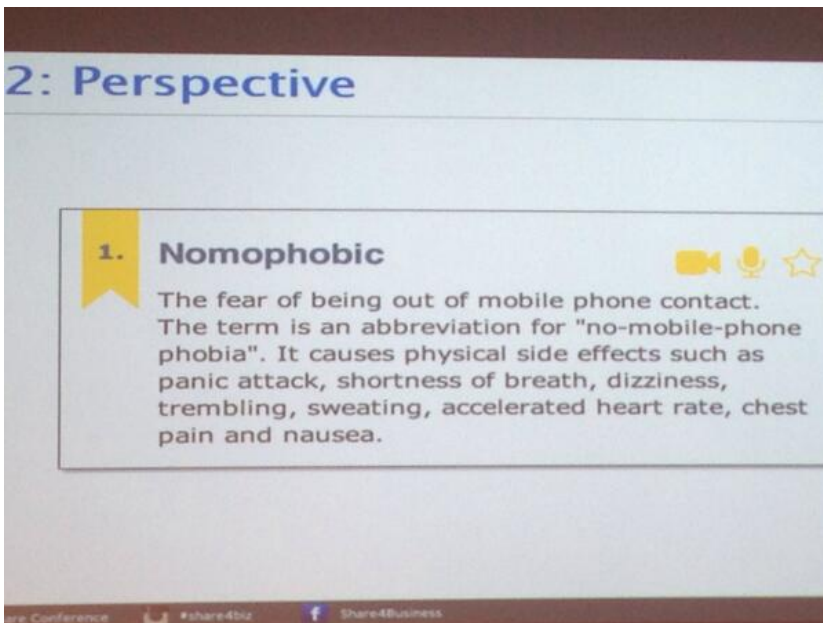 2: Perspective
1. Nomophobic
The fear of being out of mobile phone contact.
The term is an abbreviation for "no-mobile-phone
phobia". It causes physical side effects such as
panic attack, shortness of breath, dizziness,
trembling, sweating, accelerated heart rate, chest
pain and nausea.
are Conference #share4biz f Share4Business